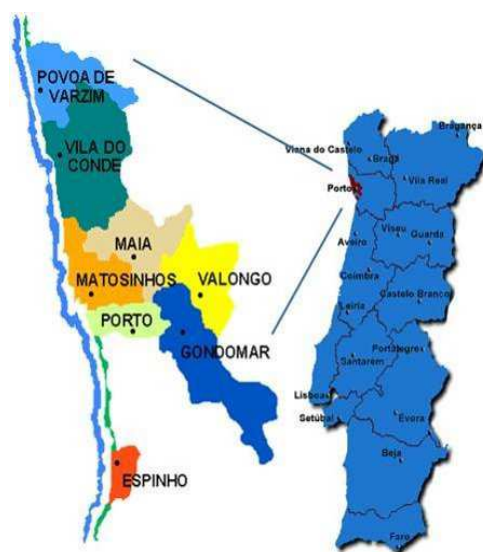 POVOA DE
VARZIM
VILA DO
CONDE
MAIA
MATOSINHOS
VALONGO
PORTO
GONDOMAR
ESPINHO
Bragança
Viana do Castelo
Braga
Vila Real
Porto
Viseu
Guarda
Aveiro
Coimbra
Castelo Branco
Leiria
Portalegre
Santarém
Lisboa
Setúbal
Évora
Beja
Faro